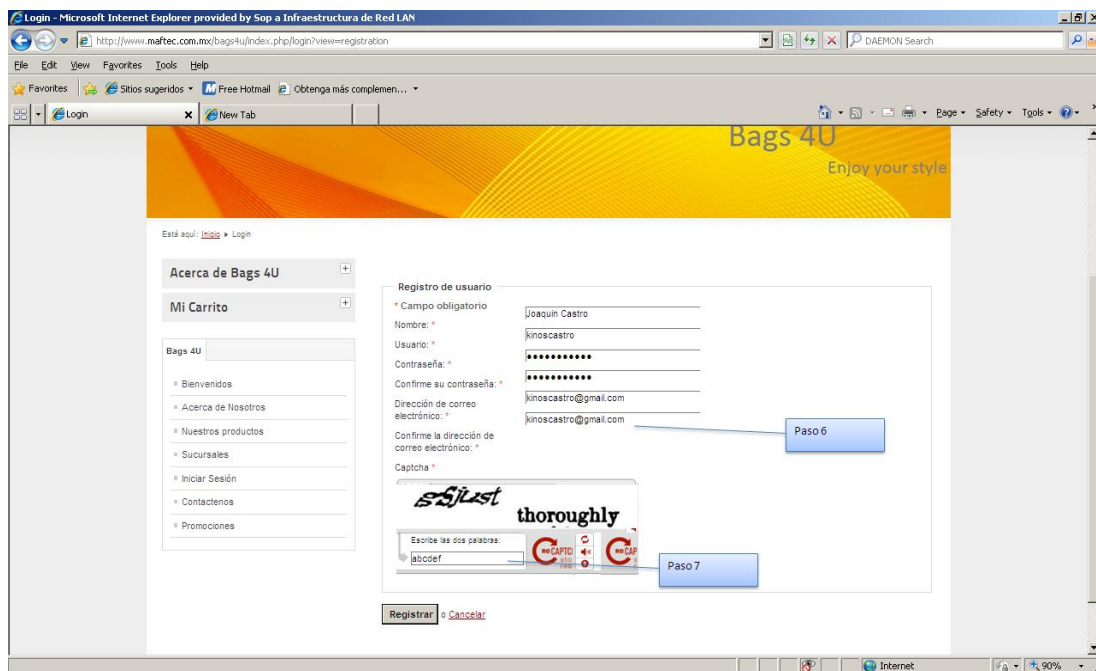 Login - Microsoft Internet Explorer provided by Sop a Infraestructura de Red LAN
http://www.maftec.com.mx/bags4u/index.php/login?view=registration
DAEMON Search
File Edit View Favorites Tools Help
Favorites Sitios sugeridos Free Hotmail Obtenga más complemen...
Login New Tab
Page Safety Tools
Bags 4U
Enjoy your style
Está aquí: Inicio Login
Acerca de Bags 4U
Mi Carrito
Bags 4U
Bienvenidos
Acerca de Nosotros
Nuestros productos
Sucursales
Iniciar Sesión
Contactenos
Promociones
Registro de usuario
* Campo obligatorio
Nombre: *
Joaquin Castro
Usuario: *
kinoscastro
Contraseña: *
Confirme su contraseña: *
Dirección de correo
electrónico: *
kinoscastro@gmail.com
Confirme la dirección de
correo electrónico: *
kinoscastro@gmail.com
Paso 6
Captcha *
thoroughly
Escribe las dos palabras:
abcdef
Paso 7
Registrar o Cancelar
Internet
90%